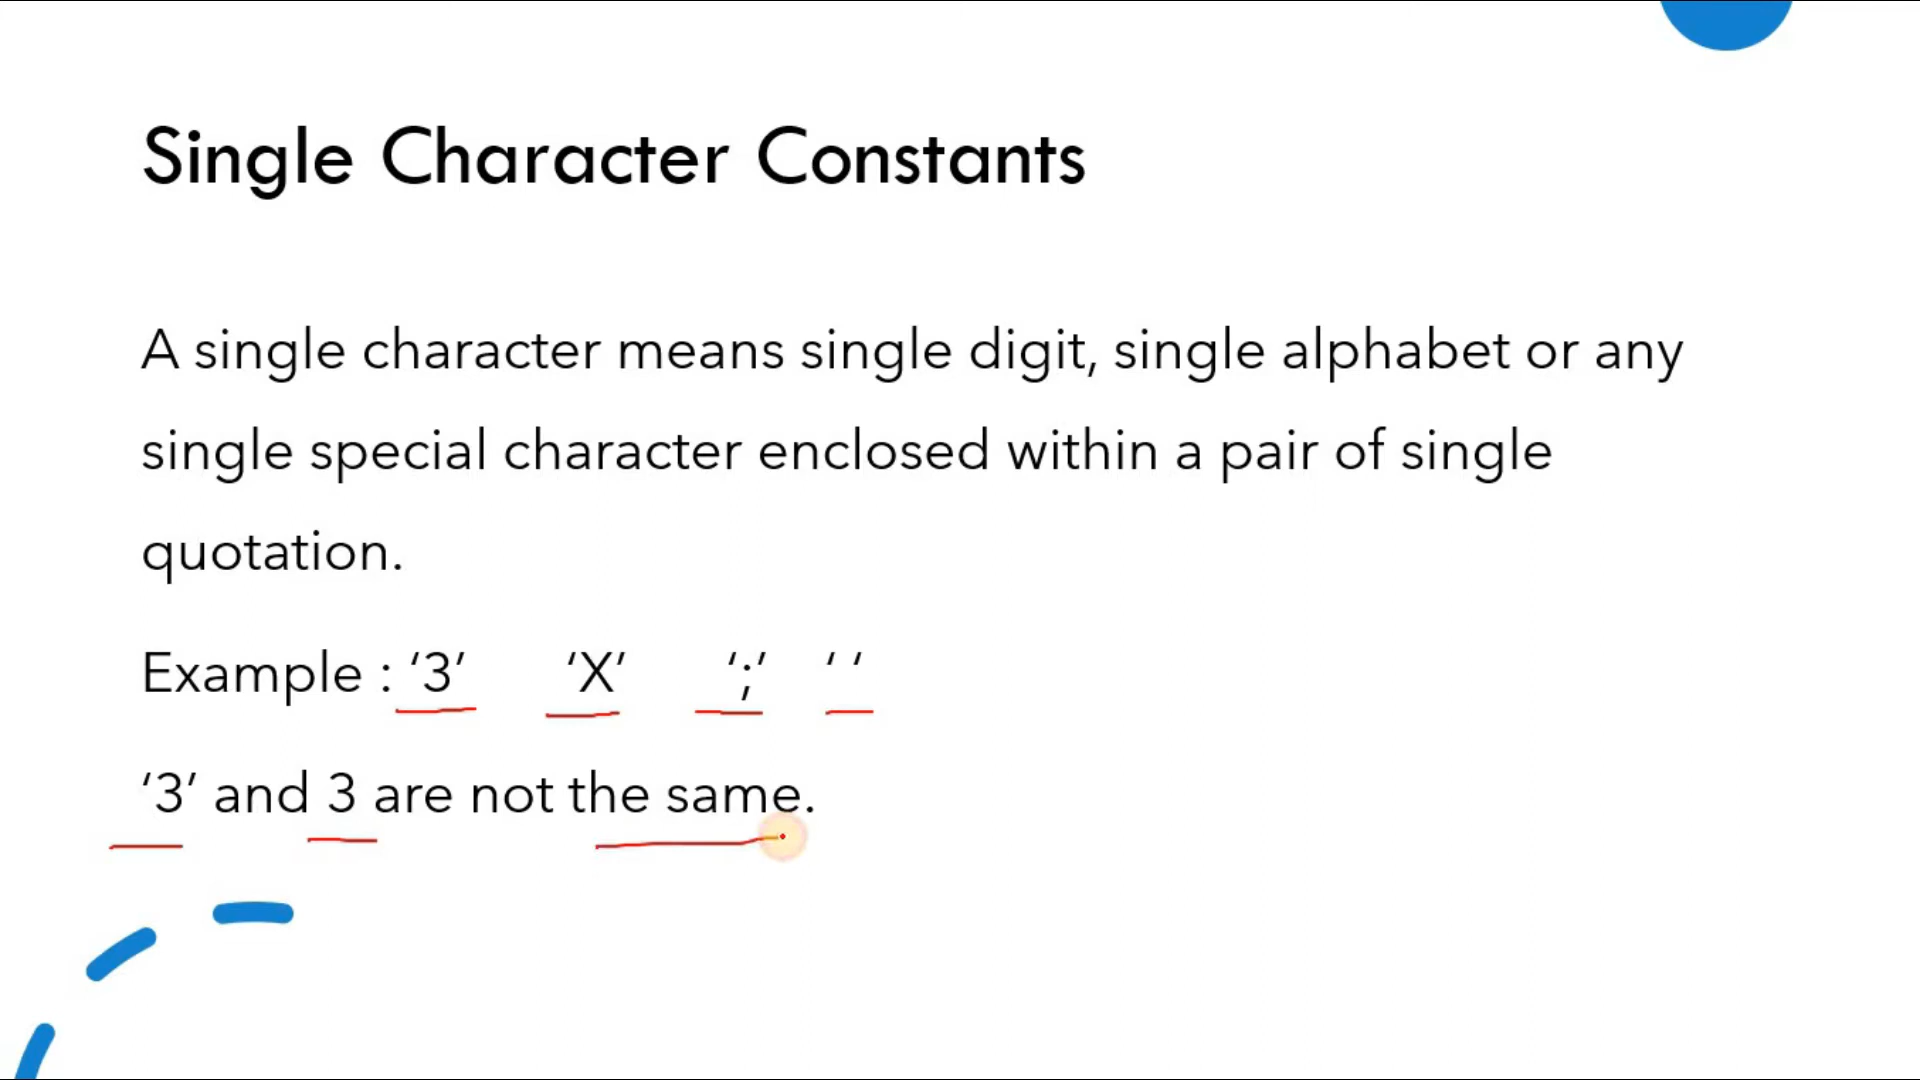 Single Character Constants
A single character means single digit, single alphabet or any
single special character enclosed within a pair of single
quotation.
Example : ‘3’ ‘X’ ‘;’ ‘ ‘
‘3’ and 3 are not the same.